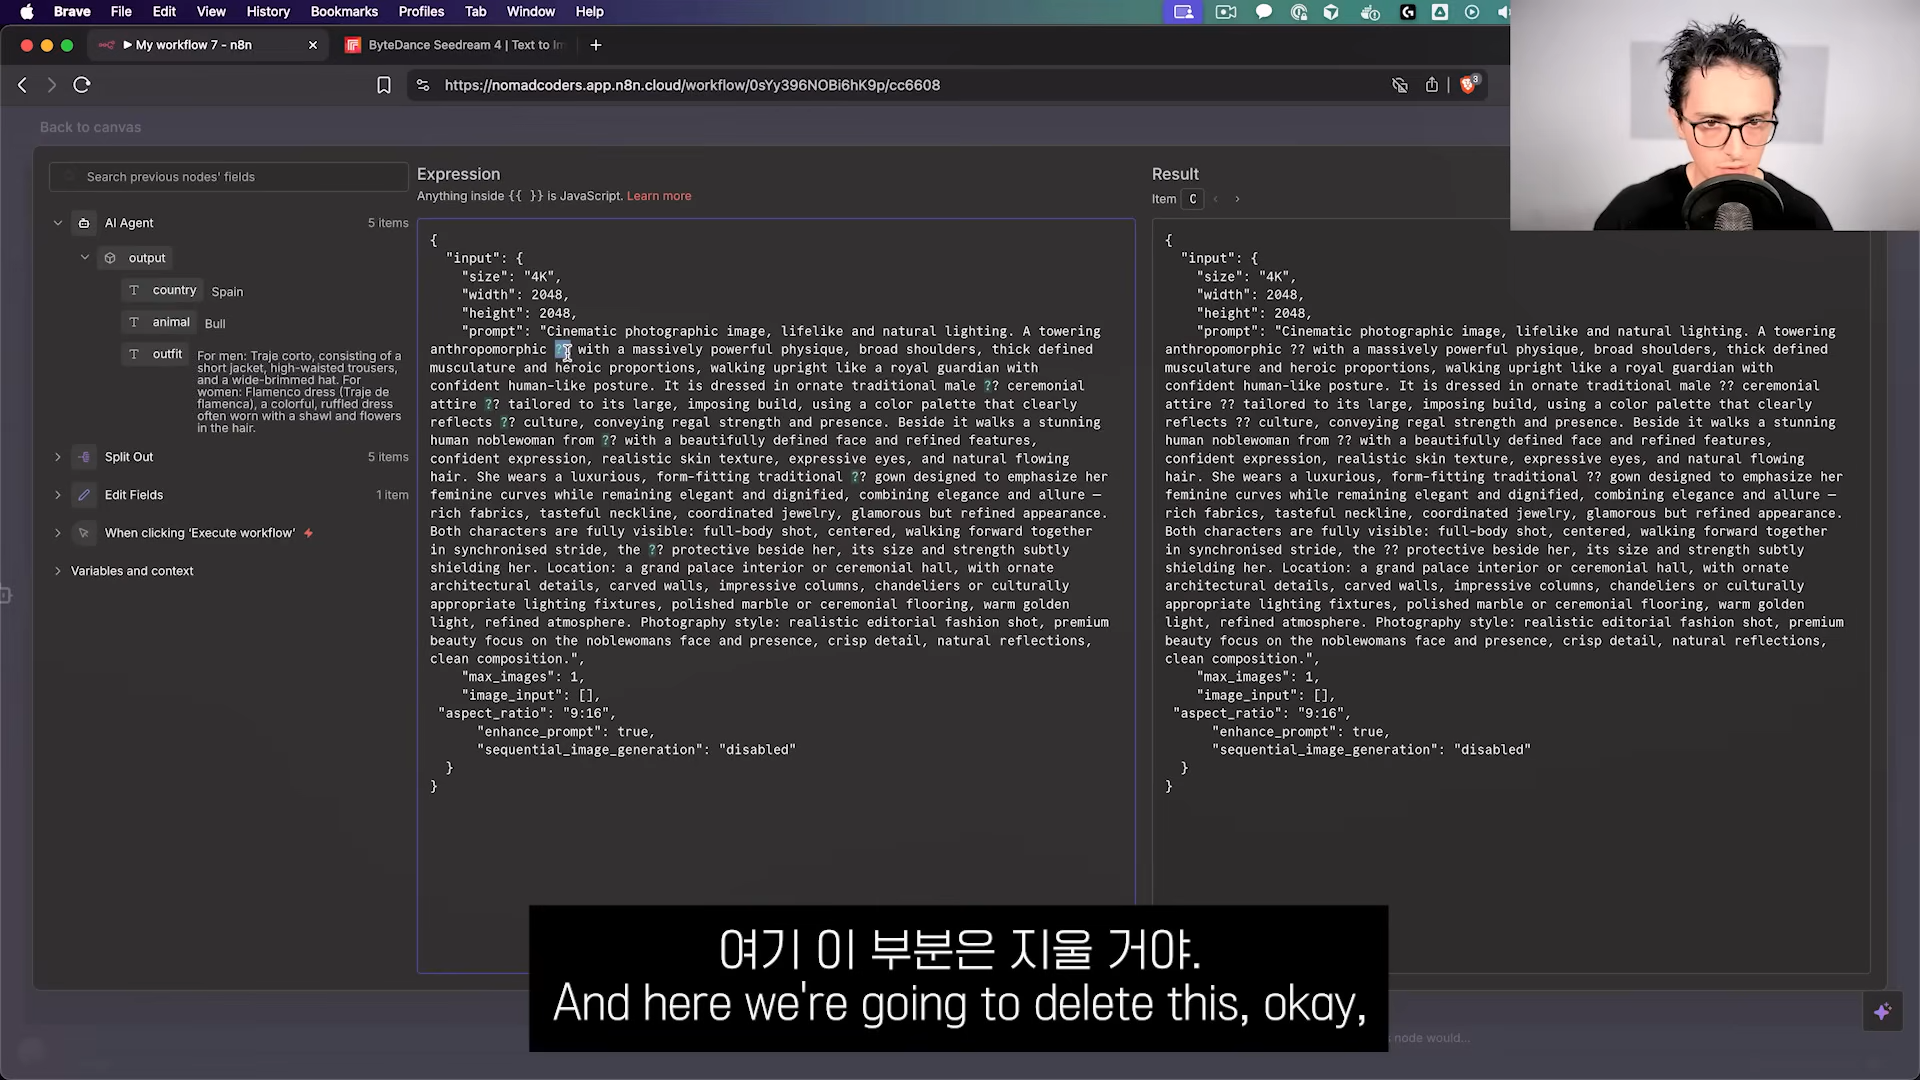 Brave File Edit View History Bookmarks Profiles Tab Window Help
My workflow 7 - n8n
ByteDance Seedream 4 | Text to Im
https://nomadcoders.app.n8n.cloud/workflow/0sYy396NOBi6hK9p/cc6608
3
Back to canvas
Search previous nodes' fields
AI Agent 5 items
output
T country Spain
T animal Bull
T outfit For men: Traje corto, consisting of a
short jacket, high-waisted trousers,
and a wide-brimmed hat. For
women: Flamenco dress (Traje de
flamenca), a colorful, ruffled dress
often worn with a shawl and flowers
in the hair.
Split Out 5 items
Edit Fields 1 item
When clicking ‘Execute workflow’
Variables and context
Expression
Anything inside {{ }} is JavaScript. Learn more
{
"input": {
"size": "4K",
"width": 2048,
"height": 2048,
"prompt": "Cinematic photographic image, lifelike and natural lighting. A towering
anthropomorphic ?? with a massively powerful physique, broad shoulders, thick defined
musculature and heroic proportions, walking upright like a royal guardian with
confident human-like posture. It is dressed in ornate traditional male ?? ceremonial
attire ?? tailored to its large, imposing build, using a color palette that clearly
reflects ?? culture, conveying regal strength and presence. Beside it walks a stunning
human noblewoman from ?? with a beautifully defined face and refined features,
confident expression, realistic skin texture, expressive eyes, and natural flowing
hair. She wears a luxurious, form-fitting traditional ?? gown designed to emphasize her
feminine curves while remaining elegant and dignified, combining elegance and allure —
rich fabrics, tasteful neckline, coordinated jewelry, glamorous but refined appearance.
Both characters are fully visible: full-body shot, centered, walking forward together
in synchronised stride, the ?? protective beside her, its size and strength subtly
shielding her. Location: a grand palace interior or ceremonial hall, with ornate
architectural details, carved walls, impressive columns, chandeliers or culturally
appropriate lighting fixtures, polished marble or ceremonial flooring, warm golden
light, refined atmosphere. Photography style: realistic editorial fashion shot, premium
beauty focus on the noblewomans face and presence, crisp detail, natural reflections,
clean composition.",
"max_images": 1,
"image_input": [],
"aspect_ratio": "9:16",
"enhance_prompt": true,
"sequential_image_generation": "disabled"
}
}
Result
Item C
{
"input": {
"size": "4K",
"width": 2048,
"height": 2048,
"prompt": "Cinematic photographic image, lifelike and natural lighting. A towering
anthropomorphic ?? with a massively powerful physique, broad shoulders, thick defined
musculature and heroic proportions, walking upright like a royal guardian with
confident human-like posture. It is dressed in ornate traditional male ?? ceremonial
attire ?? tailored to its large, imposing build, using a color palette that clearly
reflects ?? culture, conveying regal strength and presence. Beside it walks a stunning
human noblewoman from ?? with a beautifully defined face and refined features,
confident expression, realistic skin texture, expressive eyes, and natural flowing
hair. She wears a luxurious, form-fitting traditional ?? gown designed to emphasize her
feminine curves while remaining elegant and dignified, combining elegance and allure —
rich fabrics, tasteful neckline, coordinated jewelry, glamorous but refined appearance.
Both characters are fully visible: full-body shot, centered, walking forward together
in synchronised stride, the ?? protective beside her, its size and strength subtly
shielding her. Location: a grand palace interior or ceremonial hall, with ornate
architectural details, carved walls, impressive columns, chandeliers or culturally
appropriate lighting fixtures, polished marble or ceremonial flooring, warm golden
light, refined atmosphere. Photography style: realistic editorial fashion shot, premium
beauty focus on the noblewomans face and presence, crisp detail, natural reflections,
clean composition.",
"max_images": 1,
"image_input": [],
"aspect_ratio": "9:16",
"enhance_prompt": true,
"sequential_image_generation": "disabled"
}
}
여기 이 부분은 지울 거야.
And here we're going to delete this, okay,
node would...